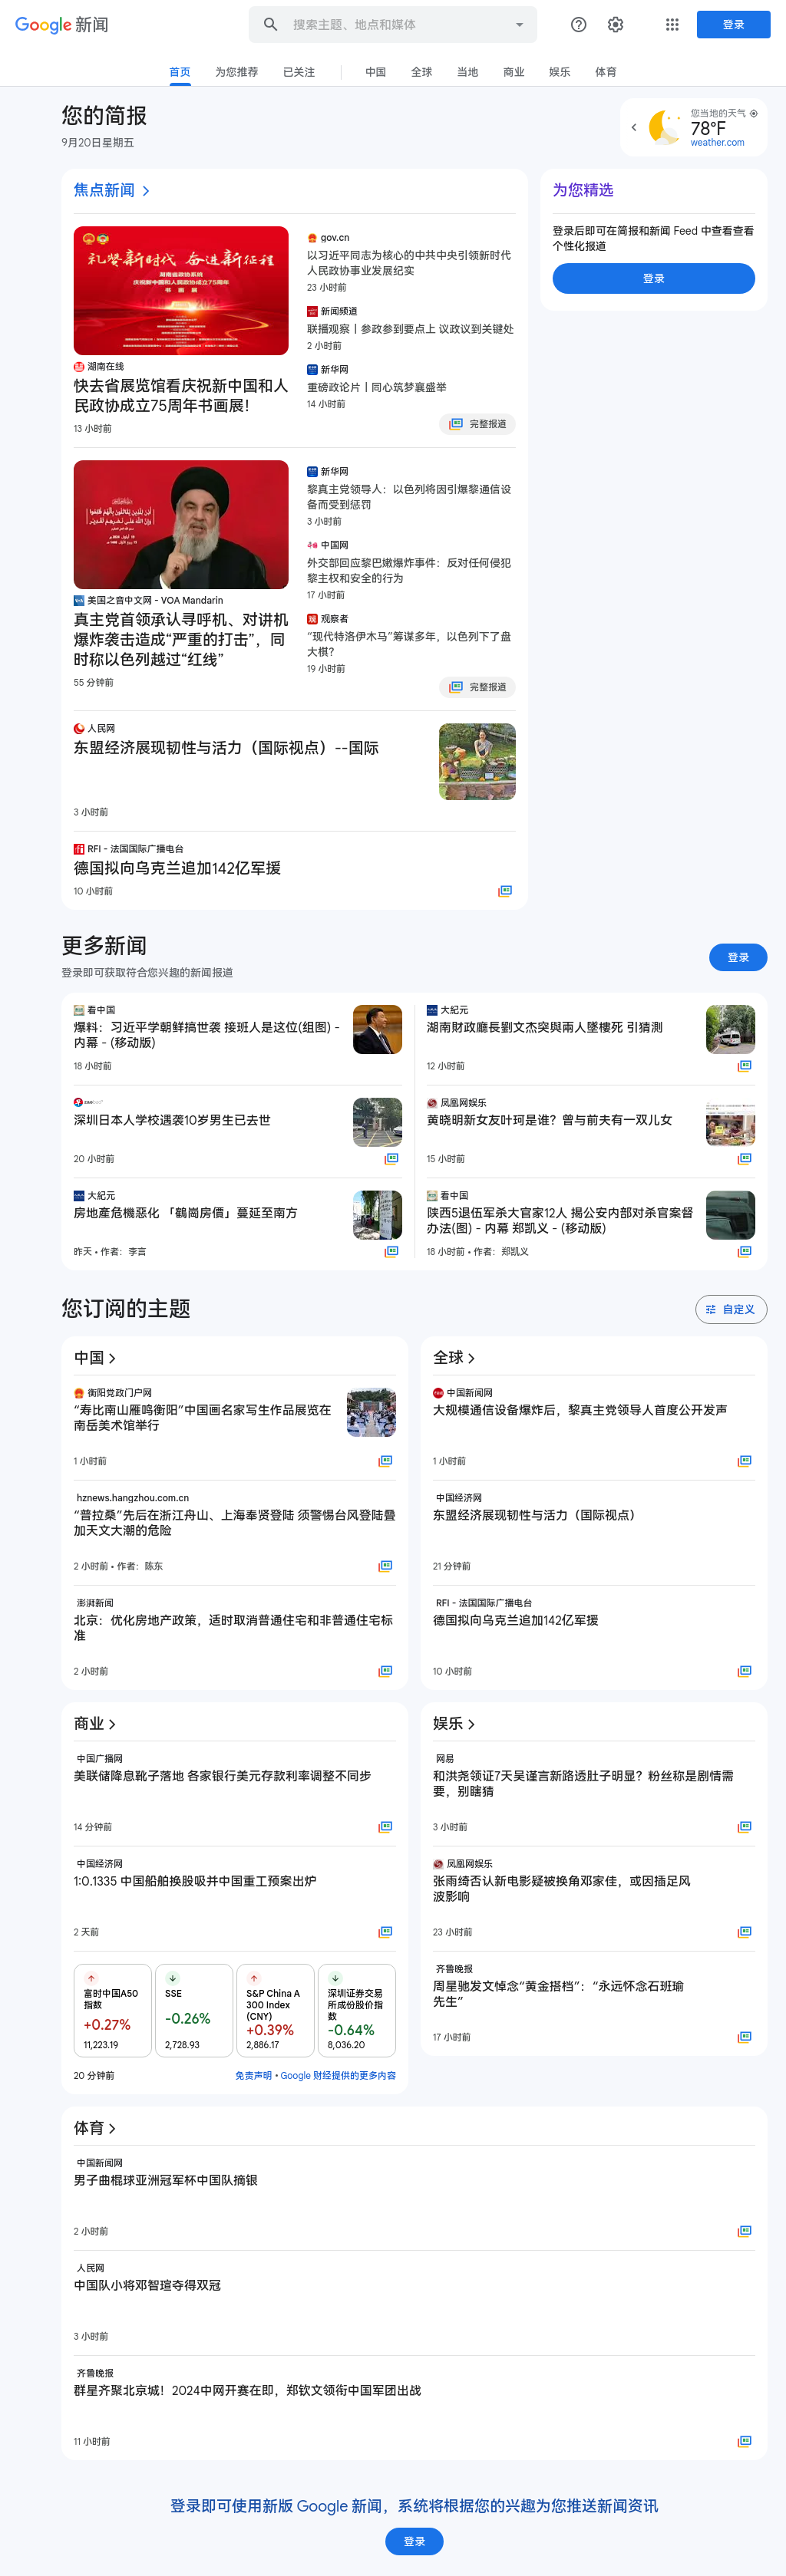 Google 新闻
搜索主题、地点和媒体
登录
首页
为您推荐
已关注
中国
全球
当地
商业
娱乐
体育
您的简报
9月20日星期五
您当地的天气
78°F
weather.com
焦点新闻
礼赞新时代 奋进新征程
湖南在线
快去省展览馆看庆祝新中国和人
民政协成立75周年书画展！
13 小时前
gov.cn
以习近平同志为核心的中共中央引领新时代
人民政协事业发展纪实
23 小时前
新闻频道
联播观察丨参政参到要点上 议政议到关键处
2 小时前
新华网
重磅政论片丨同心筑梦襄盛举
14 小时前
完整报道
美国之音中文网 - VOA Mandarin
真主党首领承认寻呼机、对讲机
爆炸袭击造成“严重的打击”，同
时称以色列越过“红线”
55 分钟前
新华网
黎真主党领导人：以色列将因引爆黎通信设
备而受到惩罚
3 小时前
中国网
外交部回应黎巴嫩爆炸事件：反对任何侵犯
黎主权和安全的行为
17 小时前
观察者
“现代特洛伊木马”筹谋多年，以色列下了盘
大棋？
19 小时前
完整报道
人民网
东盟经济展现韧性与活力（国际视点）--国际
3 小时前
RFI - 法国国际广播电台
德国拟向乌克兰追加142亿军援
10 小时前
为您精选
登录后即可在简报和新闻 Feed 中查看查看
个性化报道
登录
更多新闻
登录即可获取符合您兴趣的新闻报道
登录
看中国
爆料：习近平学朝鲜搞世袭 接班人是这位(组图) -
内幕 - (移动版)
18 小时前
深圳日本人学校遇袭10岁男生已去世
20 小时前
大紀元
房地產危機惡化 「鶴崗房價」蔓延至南方
昨天 • 作者：李言
大紀元
湖南財政廳長劉文杰突與兩人墜樓死 引猜測
12 小时前
凤凰网娱乐
黄晓明新女友叶珂是谁？曾与前夫有一双儿女
15 小时前
看中国
陕西5退伍军杀大官家12人 揭公安内部对杀官案督
办法(图) - 内幕 郑凯义 - (移动版)
18 小时前 • 作者：郑凯义
您订阅的主题
自定义
中国
衡阳党政门户网
“寿比南山雁鸣衡阳”中国画名家写生作品展览在
南岳美术馆举行
1 小时前
hznews.hangzhou.com.cn
“普拉桑”先后在浙江舟山、上海奉贤登陆 须警惕台风登陆叠
加天文大潮的危险
2 小时前 • 作者：陈东
澎湃新闻
北京：优化房地产政策，适时取消普通住宅和非普通住宅标
准
2 小时前
全球
中国新闻网
大规模通信设备爆炸后，黎真主党领导人首度公开发声
1 小时前
中国经济网
东盟经济展现韧性与活力（国际视点）
21 分钟前
RFI - 法国国际广播电台
德国拟向乌克兰追加142亿军援
10 小时前
商业
中国广播网
美联储降息靴子落地 各家银行美元存款利率调整不同步
14 分钟前
中国经济网
1:0.1335 中国船舶换股吸并中国重工预案出炉
2 天前
富时中国A50
指数
+0.27%
11,223.19
SSE
-0.26%
2,728.93
S&P China A
300 Index
(CNY)
+0.39%
2,886.17
深圳证券交易
所成份股价指
数
-0.64%
8,036.20
20 分钟前
免责声明 • Google 财经提供的更多内容
娱乐
网易
和洪尧领证7天吴谨言新路透肚子明显？粉丝称是剧情需
要，别瞎猜
3 小时前
凤凰网娱乐
张雨绮否认新电影疑被换角邓家佳，或因插足风
波影响
23 小时前
齐鲁晚报
周星驰发文悼念“黄金搭档”：“永远怀念石班瑜
先生”
17 小时前
体育
中国新闻网
男子曲棍球亚洲冠军杯中国队摘银
2 小时前
人民网
中国队小将邓智瑄夺得双冠
3 小时前
齐鲁晚报
群星齐聚北京城！2024中网开赛在即，郑钦文领衔中国军团出战
11 小时前
登录即可使用新版 Google 新闻，系统将根据您的兴趣为您推送新闻资讯
登录